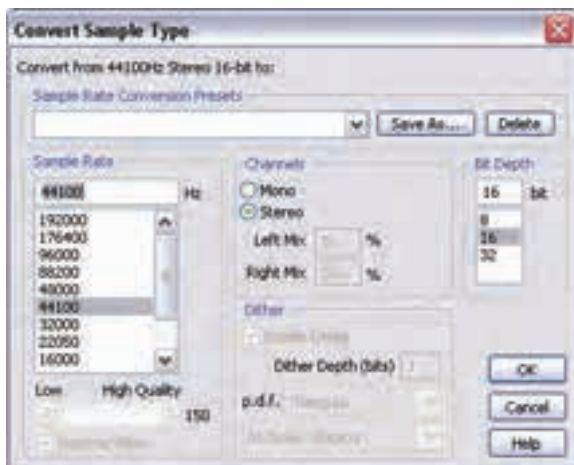 Convert Sample Type
Convert from 44100Hz Stereo 16-bit to:
Sample Rate Conversion Presets
Save As...
Delete
Sample Rate
44100 Hz
192000
176400
96000
88200
48000
44100
32000
22050
16000
Low High Quality
150
Channels
Mono
Stereo
Left Mix %
Right Mix %
Dither
Dither Depth (bits)
p.d.f.
Bit Depth
16 bit
8
16
32
OK
Cancel
Help